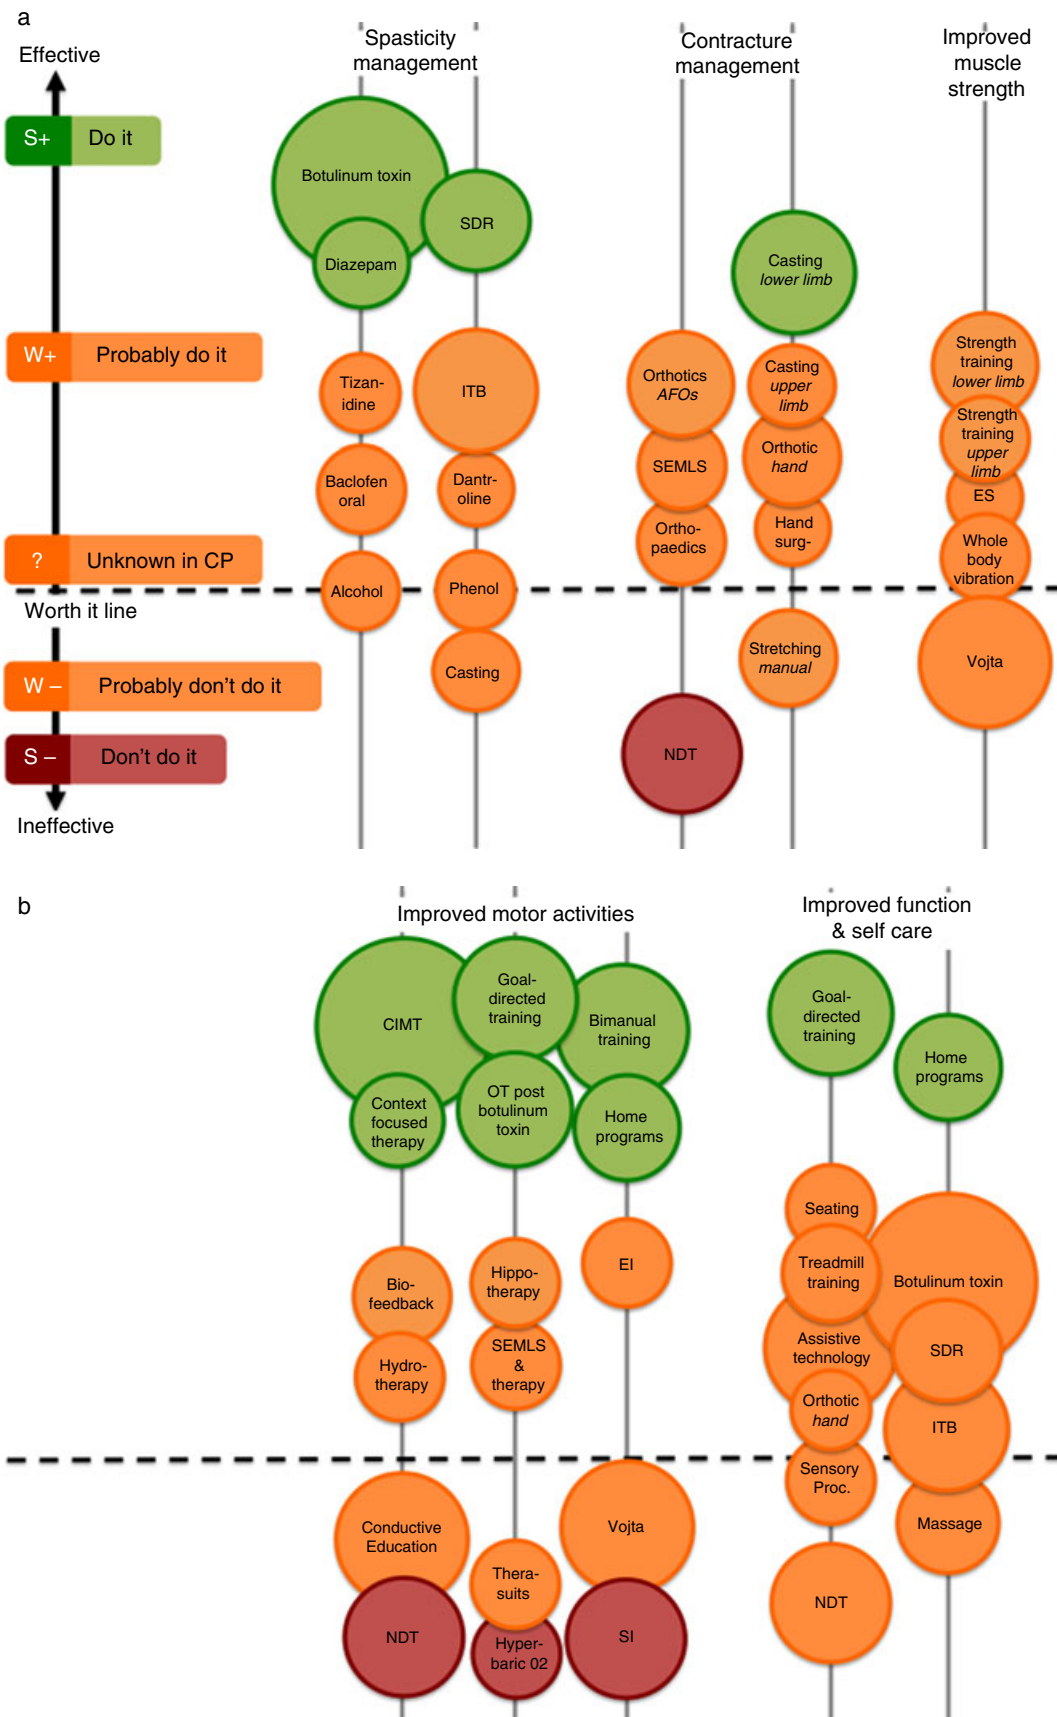 a
Effective
S+ Do it
W+ Probably do it
? Unknown in CP
Worth it line
W – Probably don't do it
S – Don't do it
Ineffective
Spasticity
management
Botulinum toxin
SDR
Diazepam
Tizan-
idine
ITB
Baclofen
oral
Dantr-
oline
Alcohol
Phenol
Casting
Contracture
management
Casting
lower limb
Orthotics
AFOs
Casting
upper
limb
SEMLS
Orthotic
hand
Ortho-
paedics
Hand
surg-
Stretching
manual
NDT
Improved
muscle
strength
Strength
training
lower limb
Strength
training
upper
limb
ES
Whole
body
vibration
Vojta
b
Improved motor activities
CIMT
Goal-
directed
training
Bimanual
training
Context
focused
therapy
OT post
botulinum
toxin
Home
programs
Bio-
feedback
Hippo-
therapy
EI
Hydro-
therapy
SEMLS
&
therapy
Conductive
Education
Vojta
Thera-
suits
NDT
Hyper-
baric 02
SI
Improved function
& self care
Goal-
directed
training
Home
programs
Seating
Treadmill
training
Botulinum toxin
Assistive
technology
SDR
Orthotic
hand
ITB
Sensory
Proc.
Massage
NDT